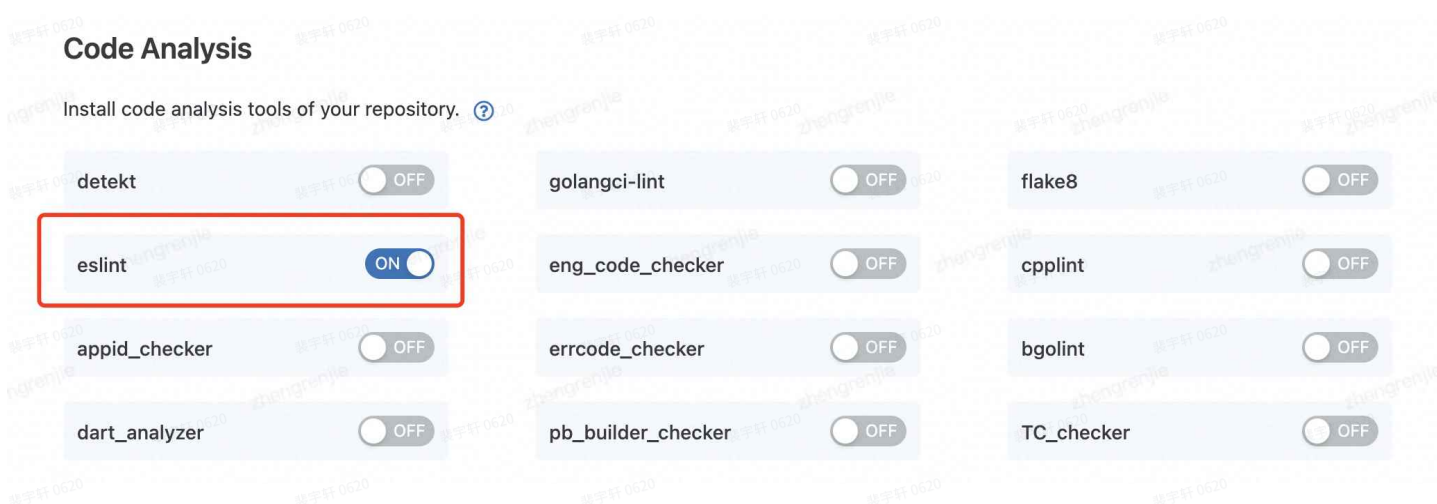 Code Analysis
Install code analysis tools of your repository. ?
detekt OFF golangci-lint OFF flake8 OFF
eslint ON eng_code_checker OFF cpplint OFF
appid_checker OFF errcode_checker OFF bgolint OFF
dart_analyzer OFF pb_builder_checker OFF TC_checker OFF
zhengrenjie